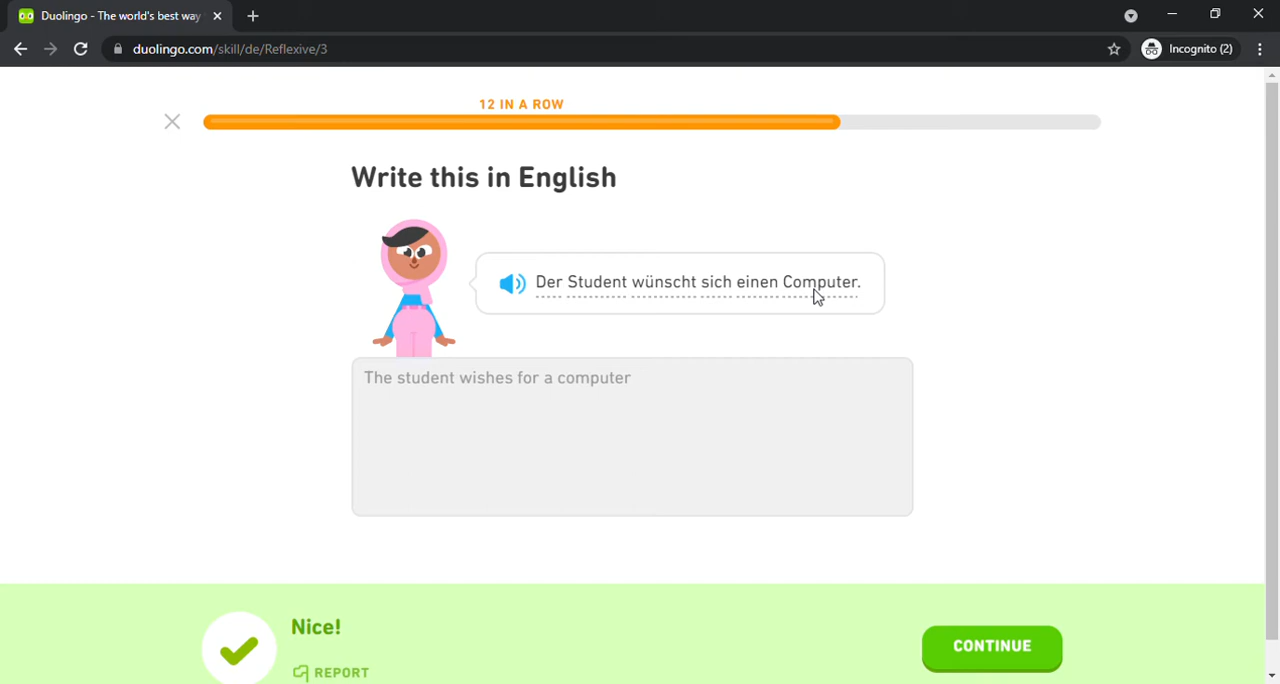 Duolingo - The world's best way
duolingo.com/skill/de/Reflexive/3
Incognito (2)
12 IN A ROW
Write this in English
Der Student wünscht sich einen Computer.
The student wishes for a computer
Nice!
CONTINUE
REPORT